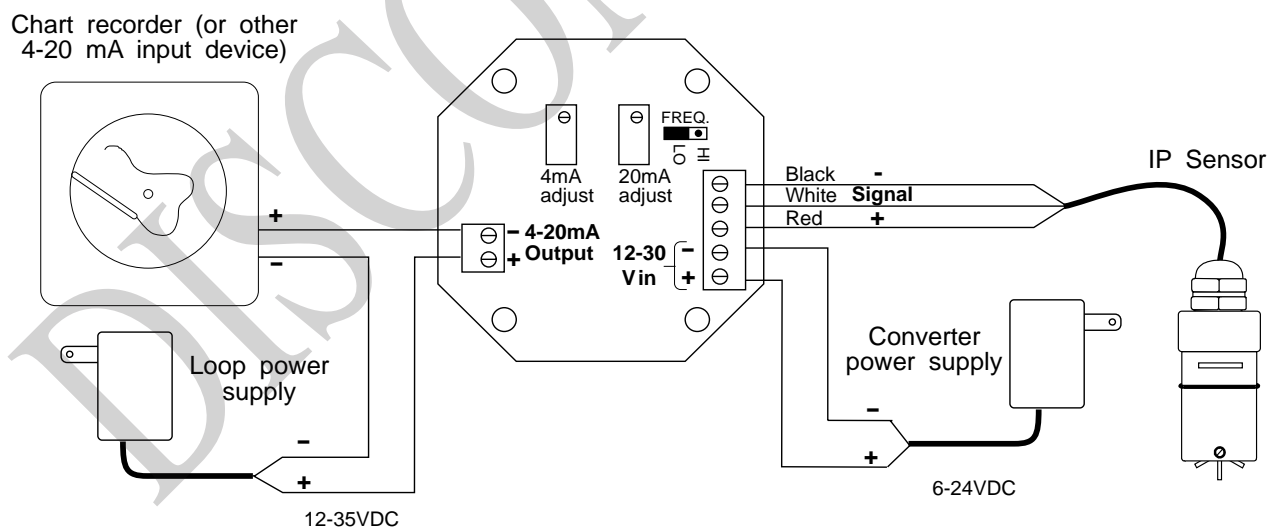 Chart recorder (or other
4-20 mA input device)
FREQ.
LO
HI
4mA
adjust
20mA
adjust
IP Sensor
Black -
White Signal
Red +
+
-
- 4-20mA
+ Output
12-30 -
Vin +
Loop power
supply
Converter
power supply
-
+
-
+
12-35VDC
6-24VDC
DISCO